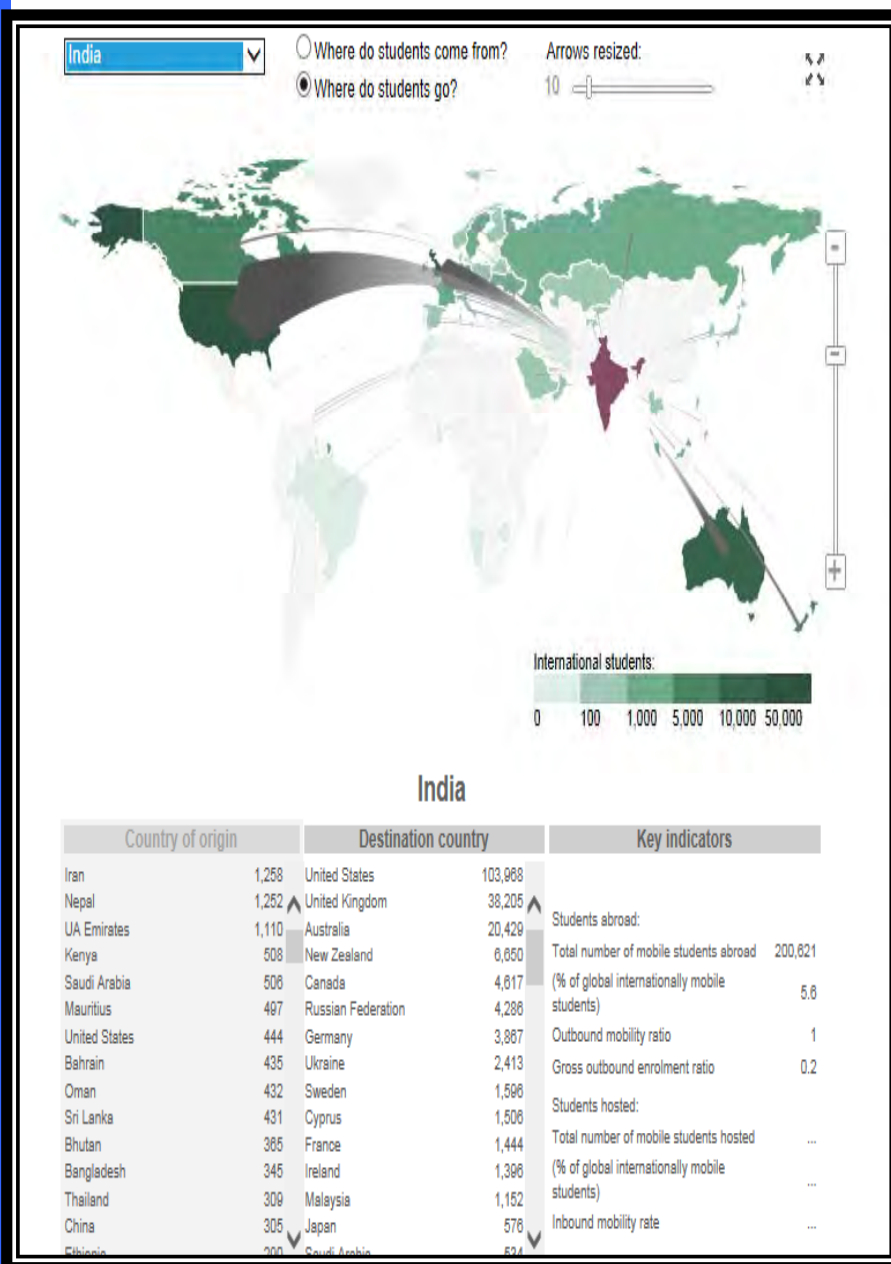 India
Where do students come from?
Where do students go?
Arrows resized:
10
-
-
+
International students:
0 100 1,000 5,000 10,000 50,000
India
Country of origin
Iran 1,258
Nepal 1,252
UA Emirates 1,110
Kenya 508
Saudi Arabia 506
Mauritius 497
United States 444
Bahrain 435
Oman 432
Sri Lanka 431
Bhutan 365
Bangladesh 345
Thailand 309
China 305
Destination country
United States 103,968
United Kingdom 38,205
Australia 20,429
New Zealand 6,650
Canada 4,617
Russian Federation 4,286
Germany 3,867
Ukraine 2,413
Sweden 1,596
Cyprus 1,506
France 1,444
Ireland 1,396
Malaysia 1,152
Japan 576
Saudi Arabia 534
Key indicators
Students abroad:
Total number of mobile students abroad 200,621
(% of global internationally mobile
students) 5.6
Outbound mobility ratio 1
Gross outbound enrolment ratio 0.2
Students hosted:
Total number of mobile students hosted ...
(% of global internationally mobile
students) ...
Inbound mobility rate ...